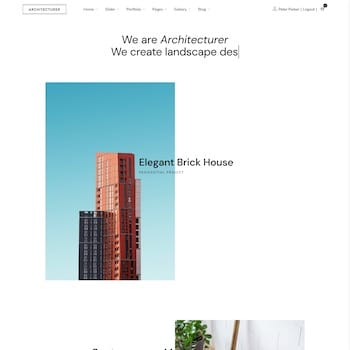 ARCHITECTURER
Home Slider Portfolio Pages Gallery Blog Peter Parker | Logout |
We are Architecturer
We create landscape des
Elegant Brick House
RESIDENTIAL PROJECT